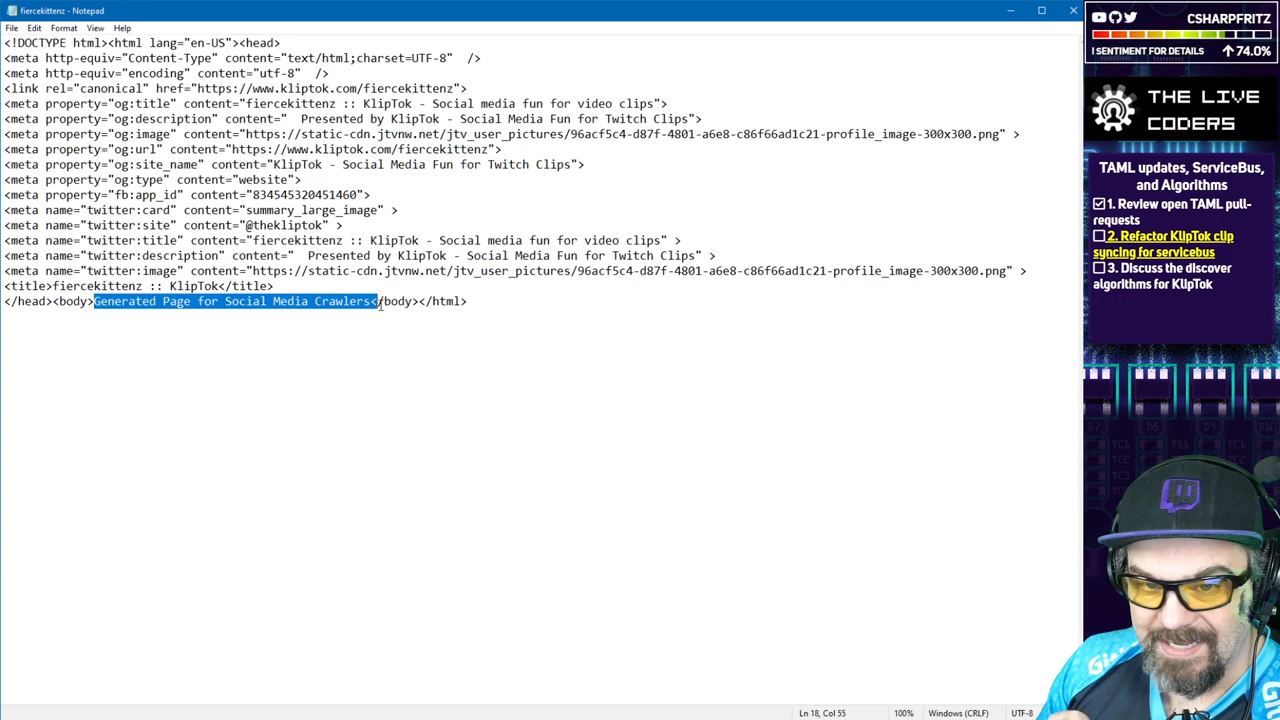 fiercekittenz - Notepad
File Edit Format View Help
<!DOCTYPE html><html lang="en-US"><head>
<meta http-equiv="Content-Type" content="text/html;charset=UTF-8"  />
<meta http-equiv="encoding" content="utf-8"  />
<link rel="canonical" href="https://www.kliptok.com/fiercekittenz">
<meta property="og:title" content="fiercekittenz :: KlipTok - Social media fun for video clips">
<meta property="og:description" content="  Presented by KlipTok - Social Media Fun for Twitch Clips">
<meta property="og:image" content="https://static-cdn.jtvnw.net/jtv_user_pictures/96acf5c4-d87f-4801-a6e8-c86f66ad1c21-profile_image-300x300.png" >
<meta property="og:url" content="https://www.kliptok.com/fiercekittenz">
<meta property="og:site_name" content="KlipTok - Social Media Fun for Twitch Clips">
<meta property="og:type" content="website">
<meta property="fb:app_id" content="834545320451460">
<meta name="twitter:card" content="summary_large_image" >
<meta name="twitter:site" content="@thekliptok" >
<meta name="twitter:title" content="fiercekittenz :: KlipTok - Social media fun for video clips" >
<meta name="twitter:description" content="  Presented by KlipTok - Social Media Fun for Twitch Clips" >
<meta name="twitter:image" content="https://static-cdn.jtvnw.net/jtv_user_pictures/96acf5c4-d87f-4801-a6e8-c86f66ad1c21-profile_image-300x300.png" >
<title>fiercekittenz :: KlipTok</title>
</head><body>Generated Page for Social Media Crawlers</body></html>
Ln 18, Col 55 100% Windows (CRLF) UTF-8
CSHARPFRITZ
! SENTIMENT FOR DETAILS 74.0%
THE LIVE
CODERS
TAML updates, ServiceBus,
and Algorithms
1. Review open TAML pull-
requests
2. Refactor KlipTok clip
syncing for servicebus
3. Discuss the discover
algorithms for KlipTok